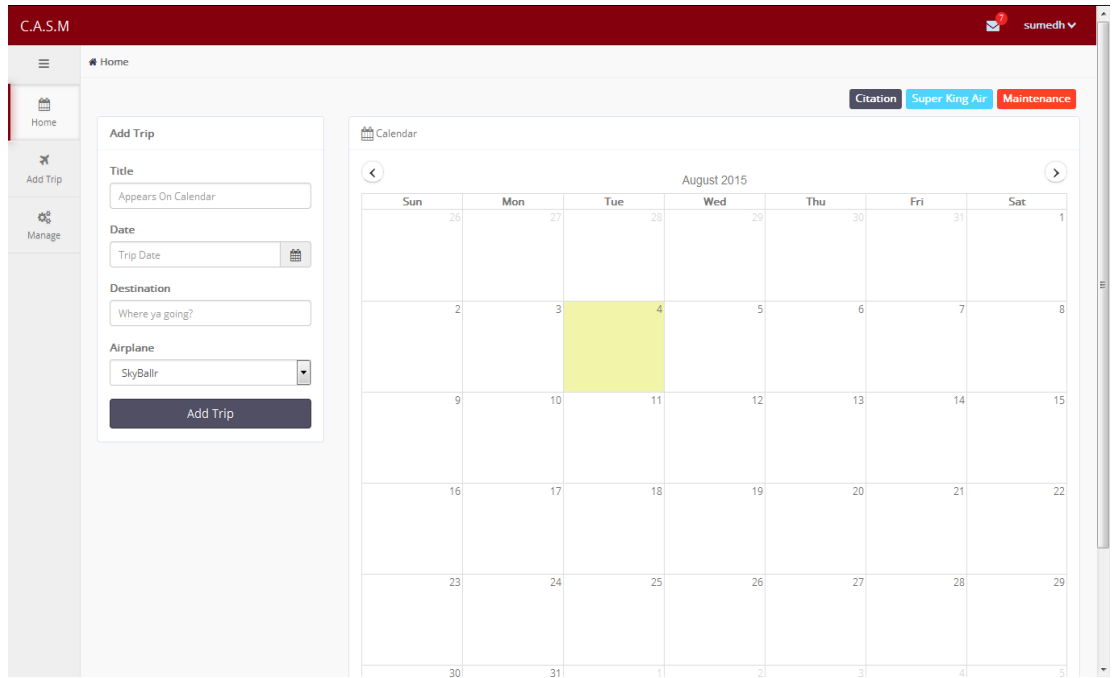 C.A.S.M 7 sumedh
Home
Citation Super King Air Maintenance
Home
Add Trip
Manage
Add Trip
Title
Appears On Calendar
Date
Trip Date
Destination
Where ya going?
Airplane
SkyBallr
Add Trip
Calendar
August 2015
Sun Mon Tue Wed Thu Fri Sat
26 27 28 29 30 31 1
2 3 4 5 6 7 8
9 10 11 12 13 14 15
16 17 18 19 20 21 22
23 24 25 26 27 28 29
30 31 1 2 3 4 5